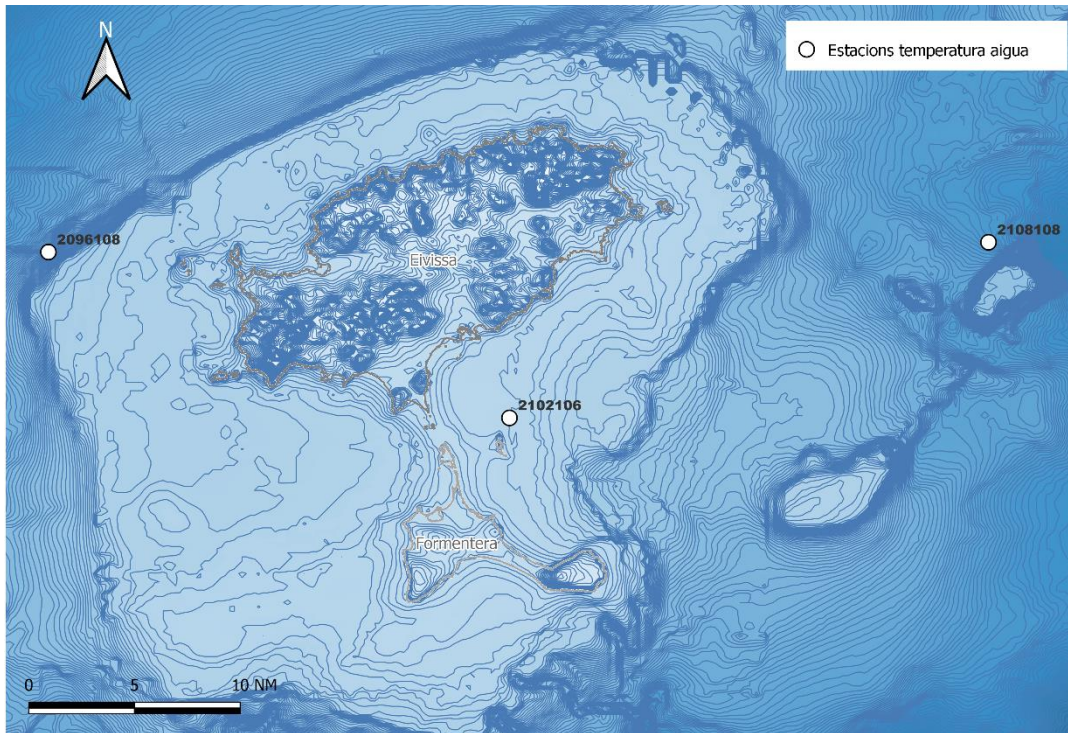 N
Estacions temperatura aigua
2108108
2096108
Eivissa
2102106
Formentera
0 5 10 NM